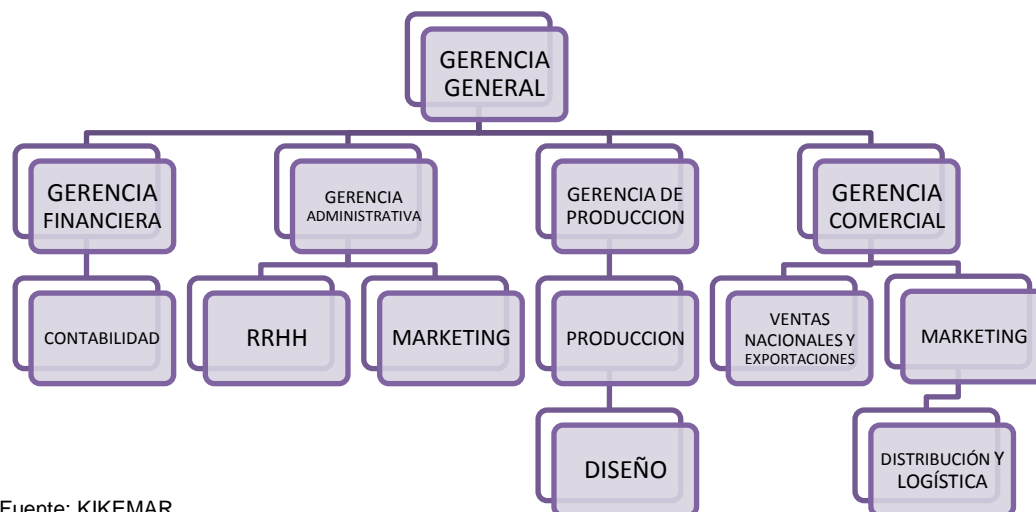 GERENCIA
GENERAL
GERENCIA
FINANCIERA
GERENCIA
ADMINISTRATIVA
GERENCIA DE
PRODUCCION
GERENCIA
COMERCIAL
CONTABILIDAD
RRHH
MARKETING
PRODUCCION
VENTAS
NACIONALES Y
EXPORTACIONES
MARKETING
DISEÑO
DISTRIBUCIÓN Y
LOGÍSTICA
Fuente: KIKEMAR